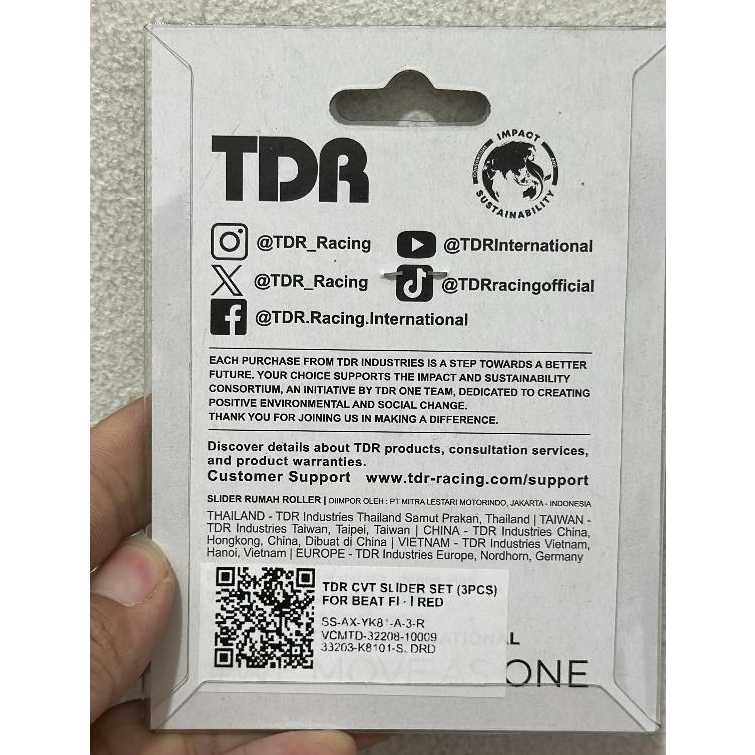 TDR
IMPACT
AND
SUSTAINABILITY
CONSORTIUM
@TDR_Racing
@TDRInternational
@TDR_Racing
@TDRracingofficial
@TDR.Racing.International
EACH PURCHASE FROM TDR INDUSTRIES IS A STEP TOWARDS A BETTER
FUTURE. YOUR CHOICE SUPPORTS THE IMPACT AND SUSTAINABILITY
CONSORTIUM, AN INITIATIVE BY TDR ONE TEAM, DEDICATED TO CREATING
POSITIVE ENVIRONMENTAL AND SOCIAL CHANGE.
THANK YOU FOR JOINING US IN MAKING A DIFFERENCE.
Discover details about TDR products, consultation services,
and product warranties.
Customer Support www.tdr-racing.com/support
SLIDER RUMAH ROLLER | DIIMPOR OLEH : PT MITRA LESTARI MOTORINDO, JAKARTA - INDONESIA
THAILAND - TDR Industries Thailand Samut Prakan, Thailand | TAIWAN -
TDR Industries Taiwan, Taipei, Taiwan | CHINA - TDR Industries China,
Hongkong, China, Dibuat di China | VIETNAM - TDR Industries Vietnam,
Hanoi, Vietnam | EUROPE - TDR Industries Europe, Nordhorn, Germany
TDR CVT SLIDER SET (3PCS)
FOR BEAT FI - I RED
SS-AX-YK81-A-3-R
VCMTD-32208-10009
33203-K8101-S. DRD
MOVE AS ONE